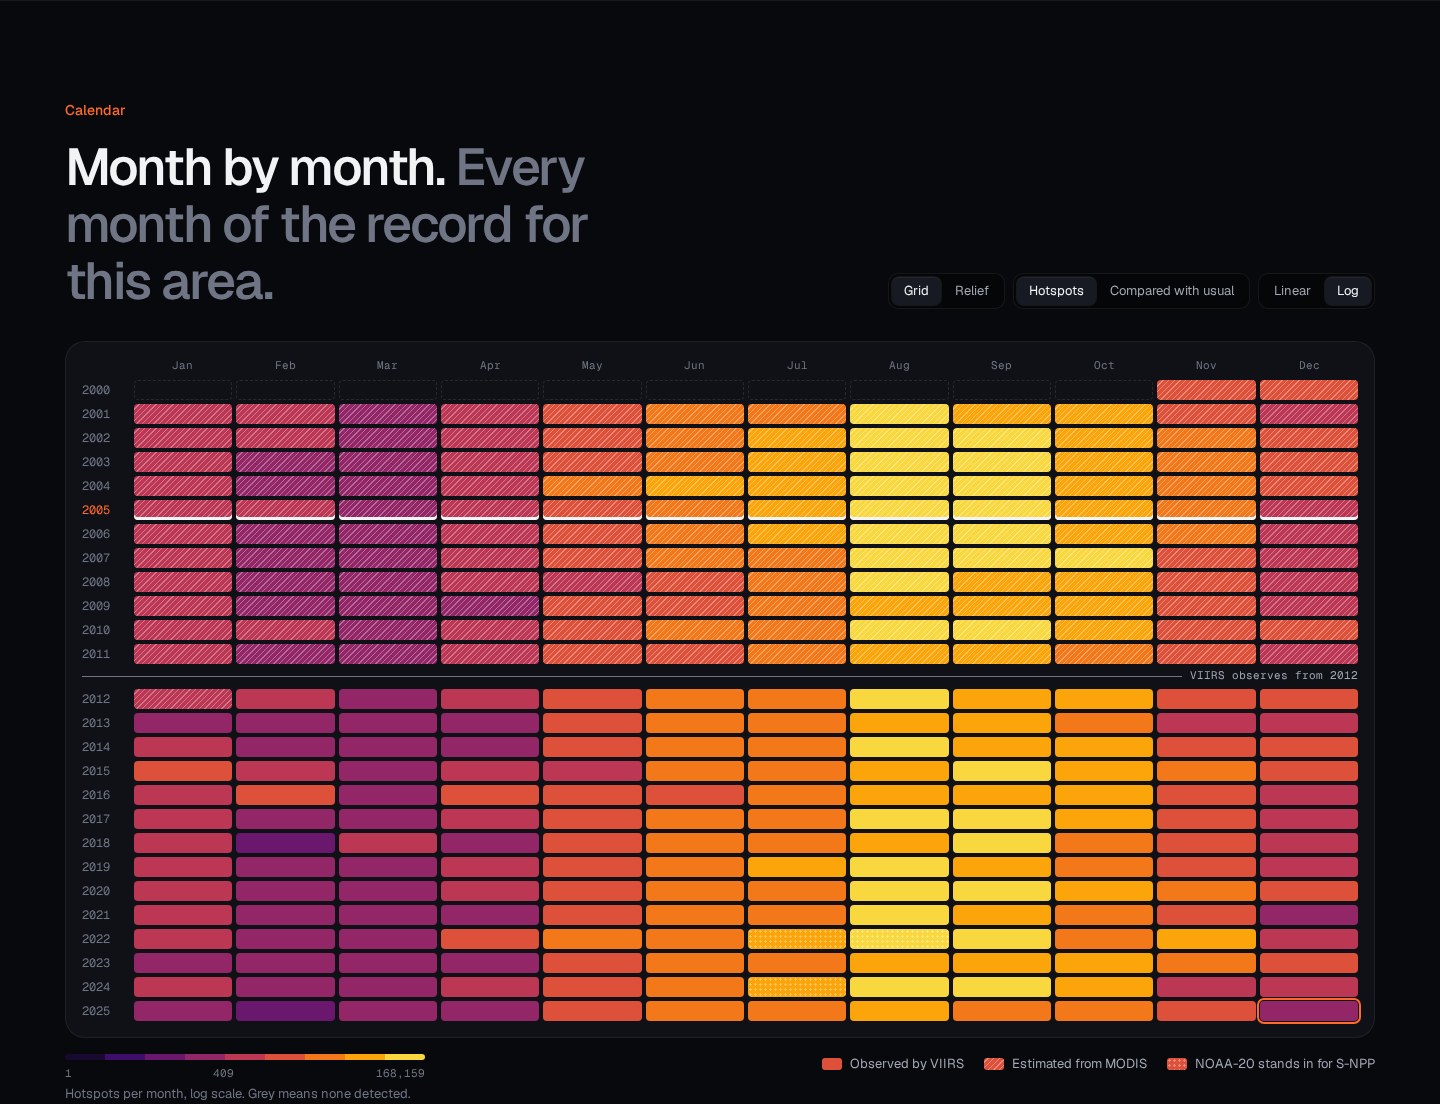 Calendar
Month by month. Every
month of the record for
this area.
Grid Relief Hotspots Compared with usual Linear Log
Jan Feb Mar Apr May Jun Jul Aug Sep Oct Nov Dec
2000
2001
2002
2003
2004
2005
2006
2007
2008
2009
2010
2011
VIIRS observes from 2012
2012
2013
2014
2015
2016
2017
2018
2019
2020
2021
2022
2023
2024
2025
1 409 168,159
Hotspots per month, log scale. Grey means none detected.
Observed by VIIRS Estimated from MODIS NOAA-20 stands in for S-NPP